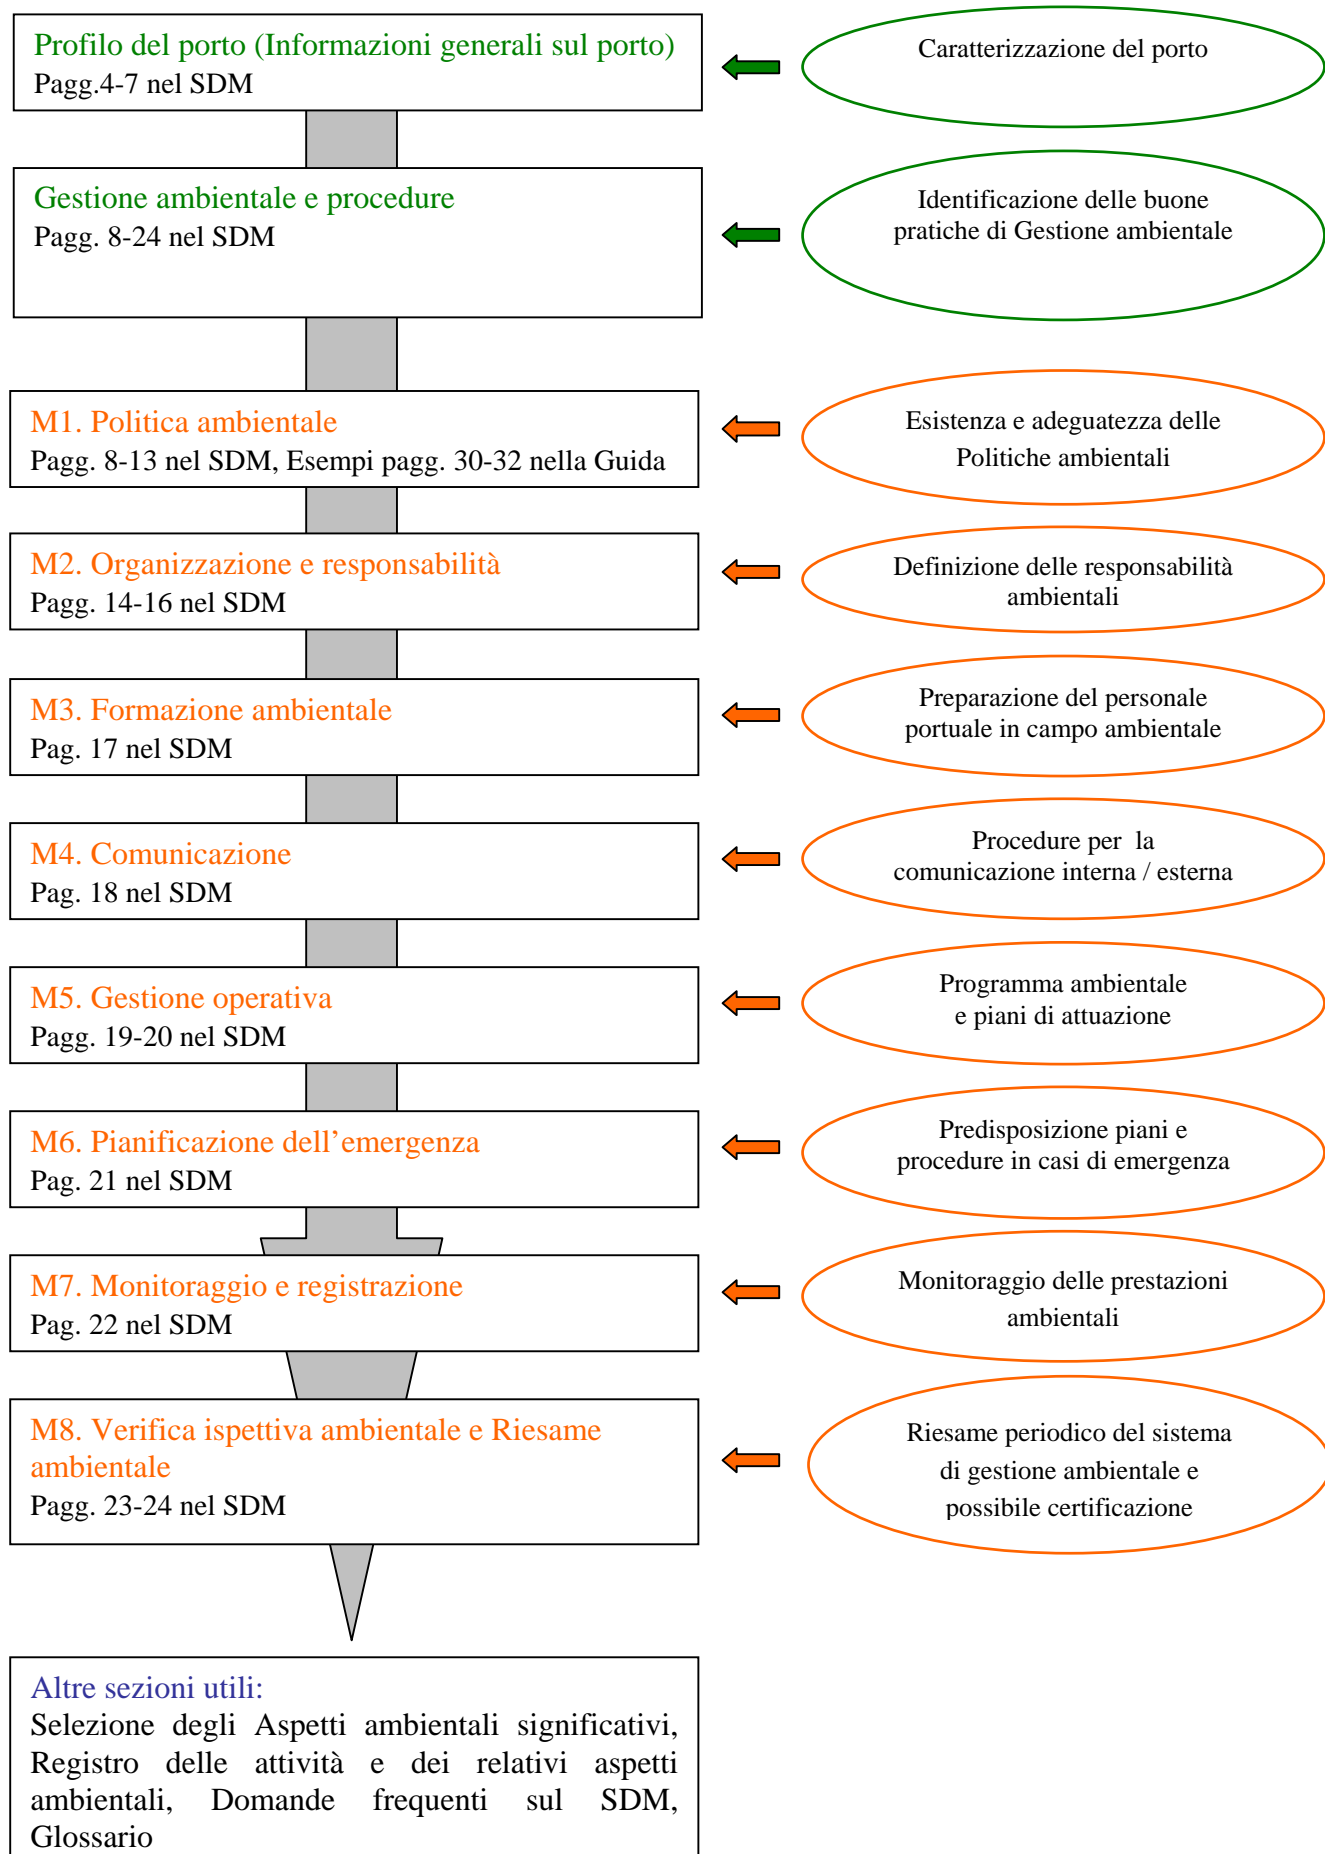 Profilo del porto (Informazioni generali sul porto)
Pagg.4-7 nel SDM
Caratterizzazione del porto
Gestione ambientale e procedure
Pagg. 8-24 nel SDM
Identificazione delle buone
pratiche di Gestione ambientale
M1. Politica ambientale
Pagg. 8-13 nel SDM, Esempi pagg. 30-32 nella Guida
Esistenza e adeguatezza delle
Politiche ambientali
M2. Organizzazione e responsabilità
Pagg. 14-16 nel SDM
Definizione delle responsabilità
ambientali
M3. Formazione ambientale
Pag. 17 nel SDM
Preparazione del personale
portuale in campo ambientale
M4. Comunicazione
Pag. 18 nel SDM
Procedure per la
comunicazione interna / esterna
M5. Gestione operativa
Pagg. 19-20 nel SDM
Programma ambientale
e piani di attuazione
M6. Pianificazione dell'emergenza
Pag. 21 nel SDM
Predisposizione piani e
procedure in casi di emergenza
M7. Monitoraggio e registrazione
Pag. 22 nel SDM
Monitoraggio delle prestazioni
ambientali
M8. Verifica ispettiva ambientale e Riesame
ambientale
Pagg. 23-24 nel SDM
Riesame periodico del sistema
di gestione ambientale e
possibile certificazione
Altre sezioni utili:
Selezione degli Aspetti ambientali significativi,
Registro delle attività e dei relativi aspetti
ambientali, Domande frequenti sul SDM,
Glossario